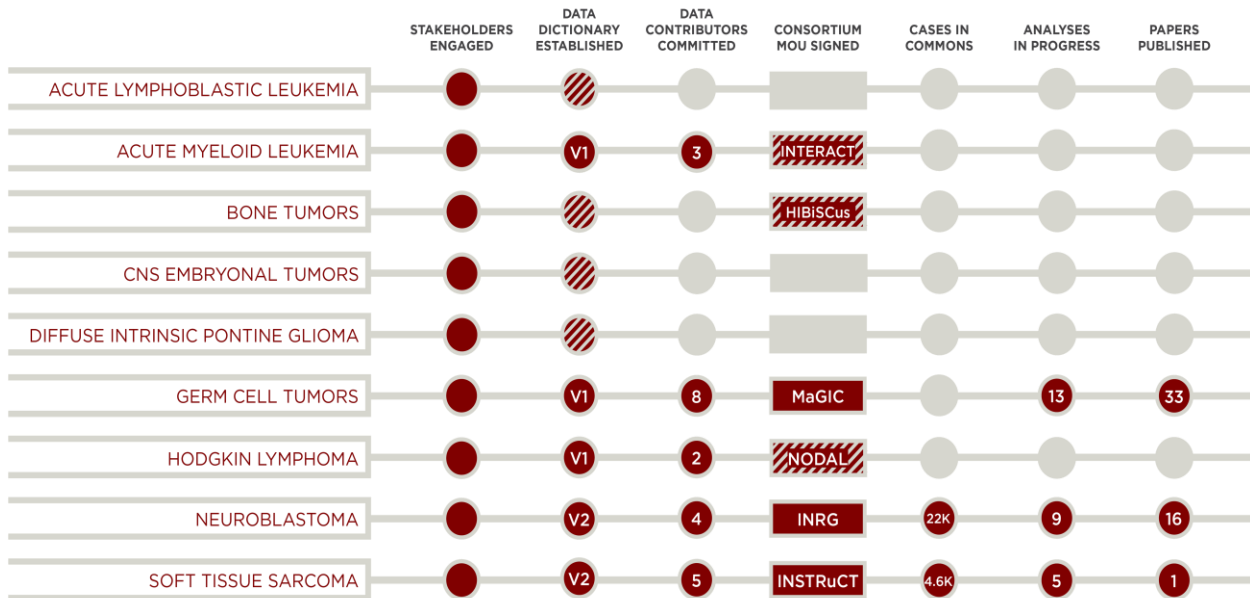 STAKEHOLDERS ENGAGED
DATA DICTIONARY ESTABLISHED
DATA CONTRIBUTORS COMMITTED
CONSORTIUM MOU SIGNED
CASES IN COMMONS
ANALYSES IN PROGRESS
PAPERS PUBLISHED
ACUTE LYMPHOBLASTIC LEUKEMIA
ACUTE MYELOID LEUKEMIA V1 3 INTERACT
BONE TUMORS HIBiSCus
CNS EMBRYONAL TUMORS
DIFFUSE INTRINSIC PONTINE GLIOMA
GERM CELL TUMORS V1 8 MaGIC 13 33
HODGKIN LYMPHOMA V1 2 NODAL
NEUROBLASTOMA V2 4 INRG 22K 9 16
SOFT TISSUE SARCOMA V2 5 INSTRuCT 4.6K 5 1